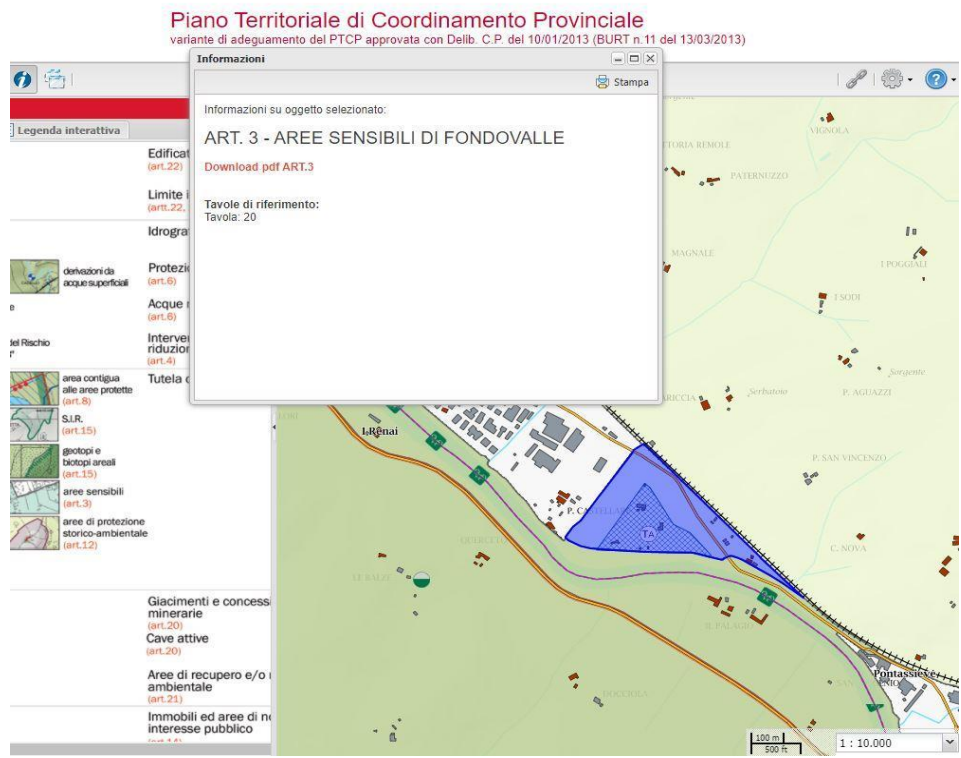 Piano Territoriale di Coordinamento Provinciale
variante di adeguamento del PTCP approvata con Delib. C.P. del 10/01/2013 (BURT n.11 del 13/03/2013)
Informazioni
Stampa
Informazioni su oggetto selezionato:
ART. 3 - AREE SENSIBILI DI FONDOVALLE
Download pdf ART.3
Tavole di riferimento:
Tavola: 20
Legenda interattiva
Edificat
(art.22)
Limite i
(artt.22,
Idrogra
derivazioni da
acque superficiali
Protezi
(art.6)
e
Acque r
(art.6)
del Rischio
Interve
riduzior
(art.4)
area contigua
alle aree protette
(art.8)
Tutela
S.I.R.
(art.15)
geotopi e
biotopi areali
(art.15)
aree sensibili
(art.3)
aree di protezione
storico-ambientale
(art.12)
Giacimenti e concess
minerarie
(art.20)
Cave attive
(art.20)
Aree di recupero e/o
ambientale
(art.21)
Immobili ed aree di
interesse pubblico
VIGNOLA
TORIA REMOLE
PATERNUZZO
MAGNALE
I POGGIALI
I SODI
Sorgente
Serbatoio
P. AGUAZZI
ARICCIA
I Renai
P. SAN VINCENZO
TA
QUERCETO
C. NOVA
LE BALZE
IL PALAGIO
Pontassieve
DOCCIOLA
100 m
500 ft
1 : 10.000